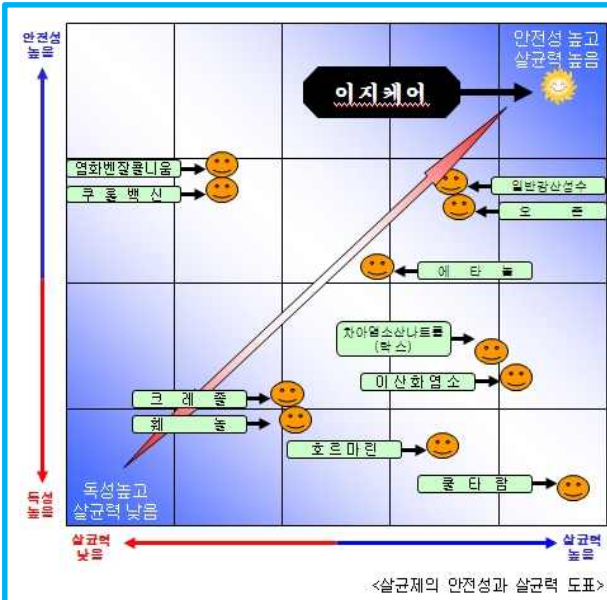 안전성
높음
안전성 높고
살균력 높음
이지케어
염화벤잘콜니움
쿠롤백신
일반강산성수
오 존
에 타 놀
차아염소산나트륨
(락스)
이산화염소
크 레 졸
훼 놀
호르마린
쿨 타 함
독성높고
살균력 낮음
독성
높음
살균력
낮음
살균력
높음
<살균제의 안전성과 살균력 도표>